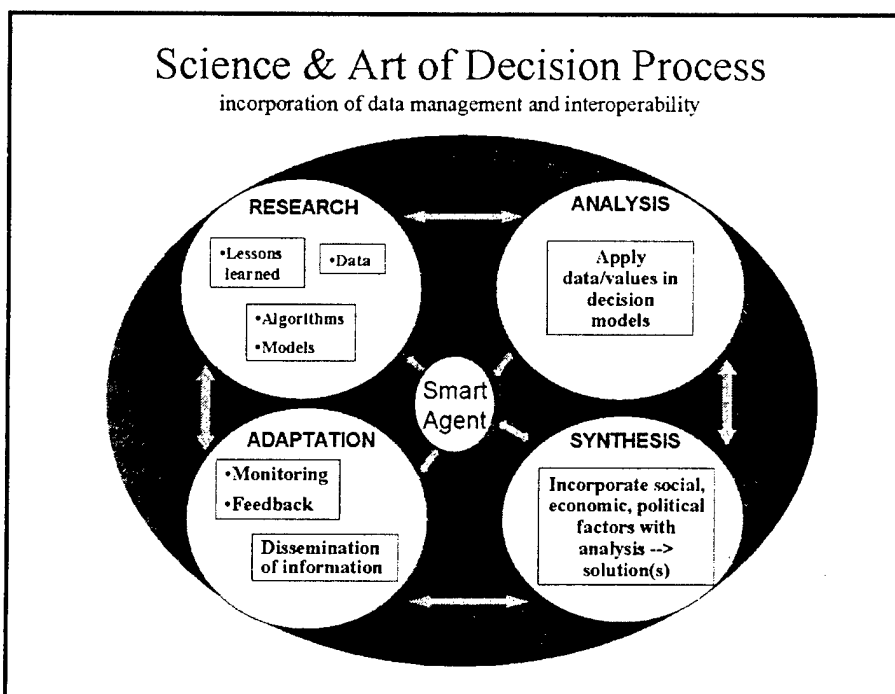 Science & Art of Decision Process
incorporation of data management and interoperability
RESEARCH
•Lessons
learned
•Data
•Algorithms
•Models
ANALYSIS
Apply
data/values in
decision
models
Smart
Agent
ADAPTATION
•Monitoring
•Feedback
Dissemination
of information
SYNTHESIS
Incorporate social,
economic, political
factors with
analysis -->
solution(s)